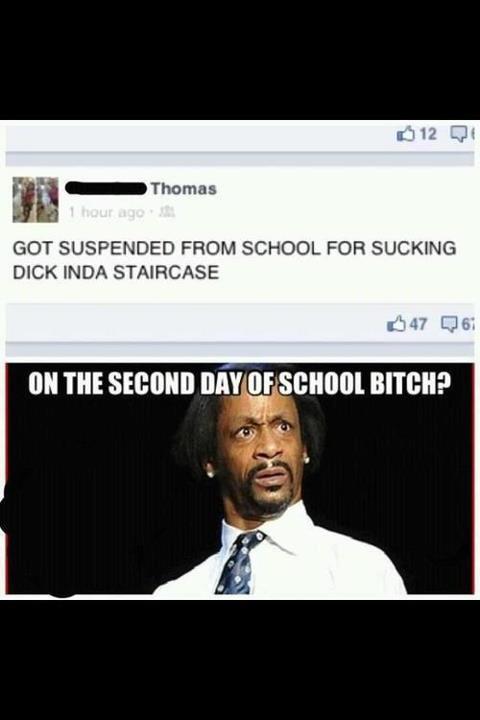 12
Thomas
1 hour ago ·
GOT SUSPENDED FROM SCHOOL FOR SUCKING
DICK INDA STAIRCASE
47
ON THE SECOND DAY OF SCHOOL BITCH?